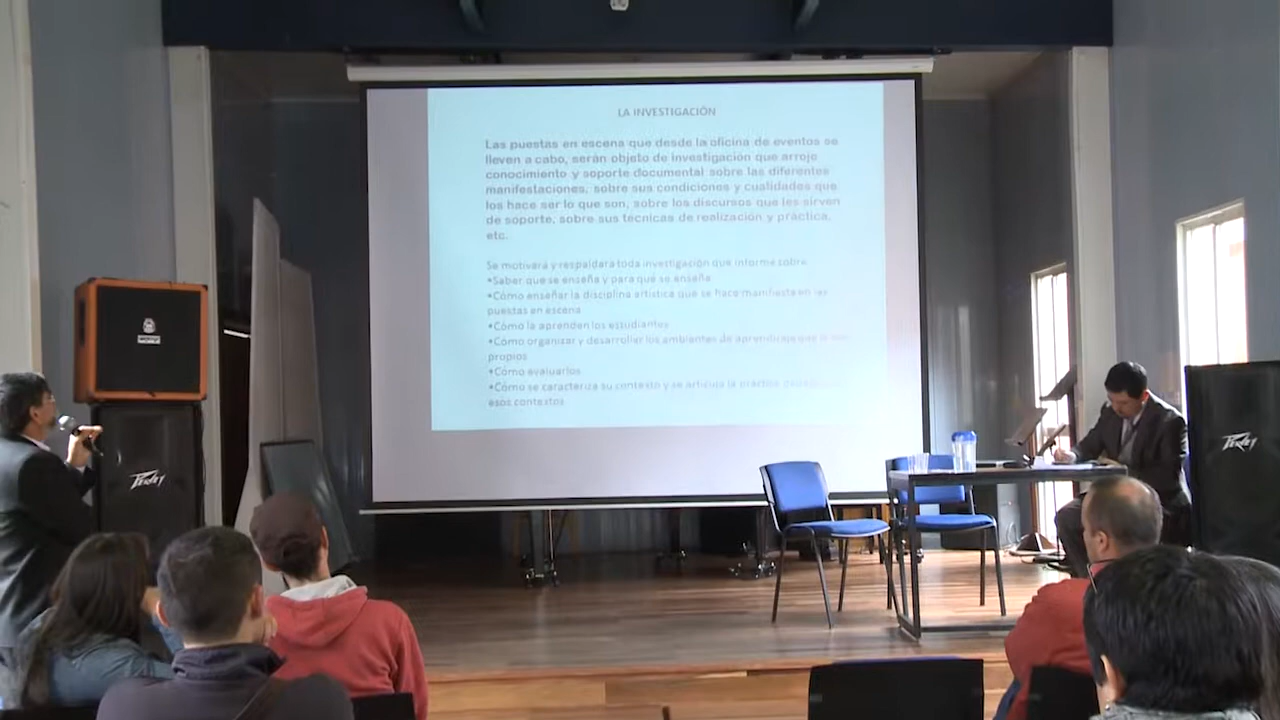 LA INVESTIGACIÓN
Las puestas en escena que desde la oficina de eventos se
lleven a cabo, serán objeto de investigación que arroje
conocimiento y soporte documental sobre las diferentes
manifestaciones, sobre sus condiciones y cualidades que
los hace ser lo que son, sobre los discursos que les sirven
de soporte, sobre sus técnicas de realización y práctica,
etc.
Se motivará y respaldará toda investigación que informe sobre
•Saber que se enseña y para qué se enseña
•Cómo enseñar la disciplina artística que se hace manifiesta en las
puestas en escena
•Cómo la aprenden los estudiantes
•Cómo organizar y desarrollar los ambientes de aprendizaje que
propios
•Cómo evaluarlos
•Cómo se caracteriza su contexto y se articula la práctica
esos contextos
PEAVEY
PEAVEY